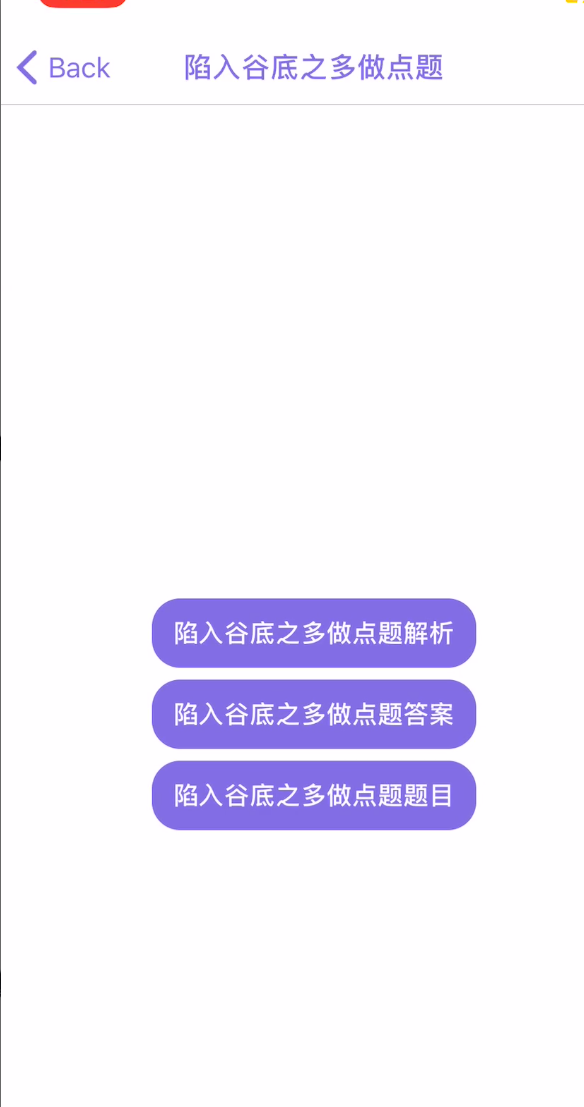 Back
陷入谷底之多做点题
陷入谷底之多做点题解析
陷入谷底之多做点题答案
陷入谷底之多做点题题目